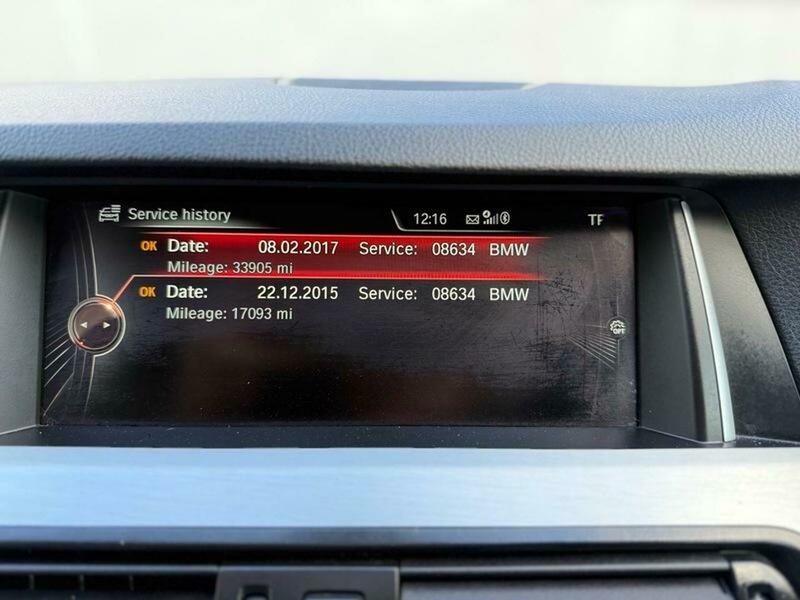 Service history 12:16 TF
OK Date: 08.02.2017 Service: 08634 BMW
Mileage: 33905 mi
OK Date: 22.12.2015 Service: 08634 BMW
Mileage: 17093 mi
OPT